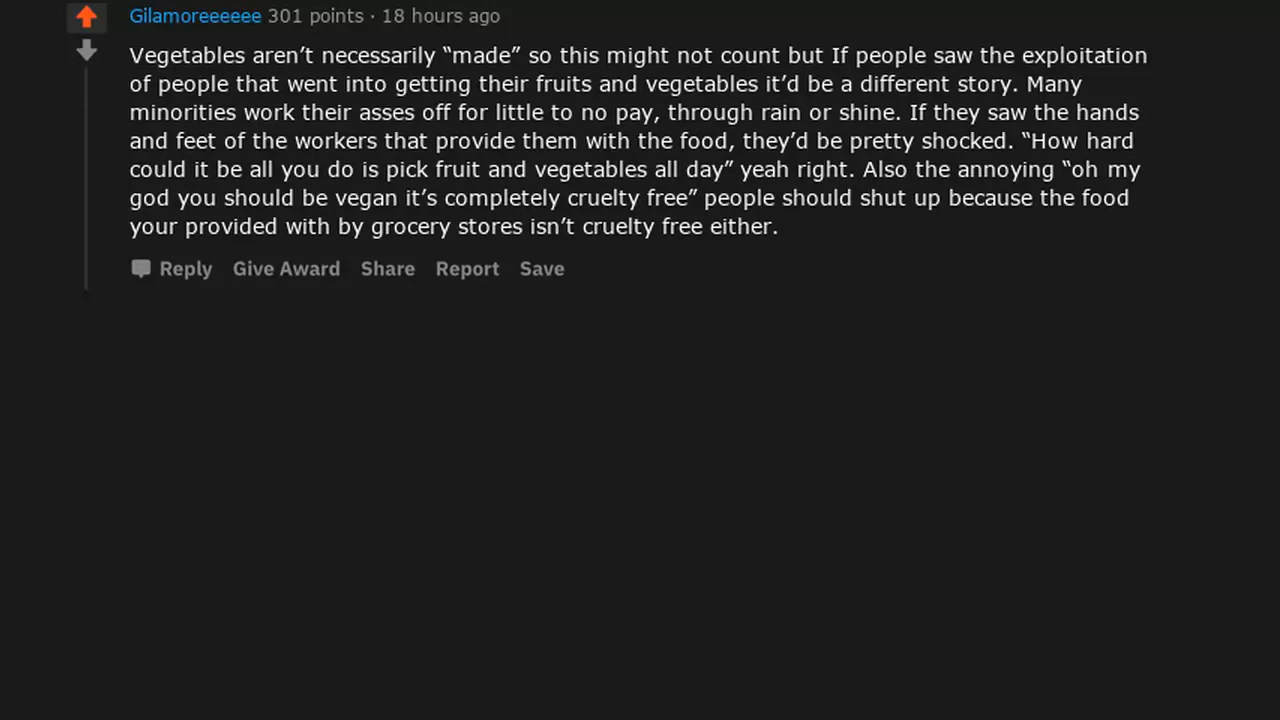 Gilamoreeeeee 301 points · 18 hours ago
Vegetables aren’t necessarily “made” so this might not count but If people saw the exploitation
of people that went into getting their fruits and vegetables it’d be a different story. Many
minorities work their asses off for little to no pay, through rain or shine. If they saw the hands
and feet of the workers that provide them with the food, they’d be pretty shocked. “How hard
could it be all you do is pick fruit and vegetables all day” yeah right. Also the annoying “oh my
god you should be vegan it’s completely cruelty free” people should shut up because the food
your provided with by grocery stores isn’t cruelty free either.
Reply Give Award Share Report Save